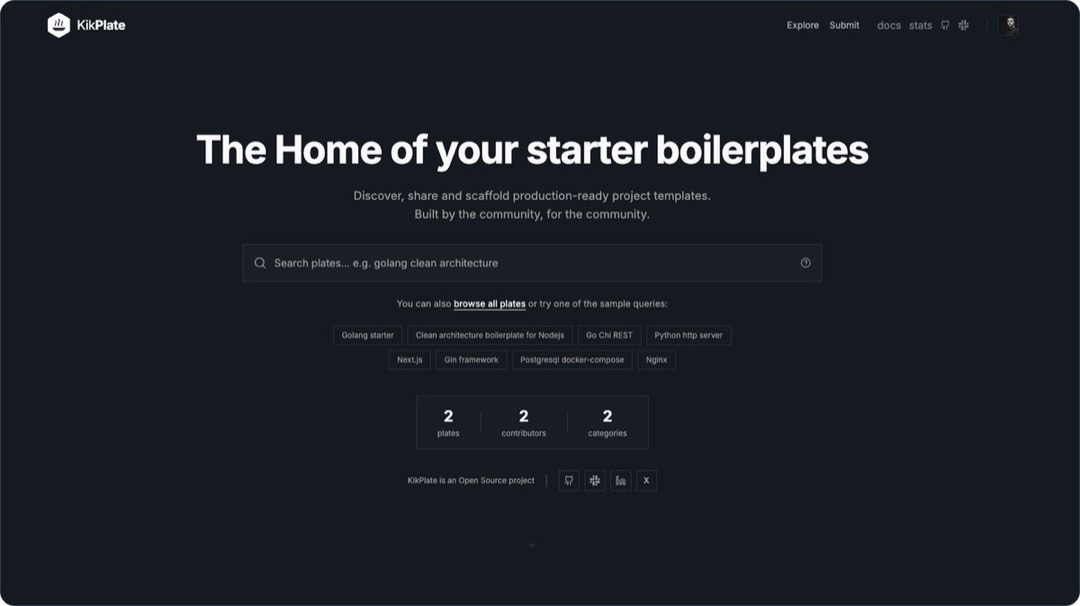 KikPlate
Explore Submit docs stats
The Home of your starter boilerplates
Discover, share and scaffold production-ready project templates.
Built by the community, for the community.
Search plates... e.g. golang clean architecture
You can also browse all plates or try one of the sample queries:
Golang starter Clean architecture boilerplate for Nodejs Go Chi REST Python http server
Next.js Gin framework Postgresql docker-compose Nginx
2 2 2
plates contributors categories
KikPlate is an Open Source project in X